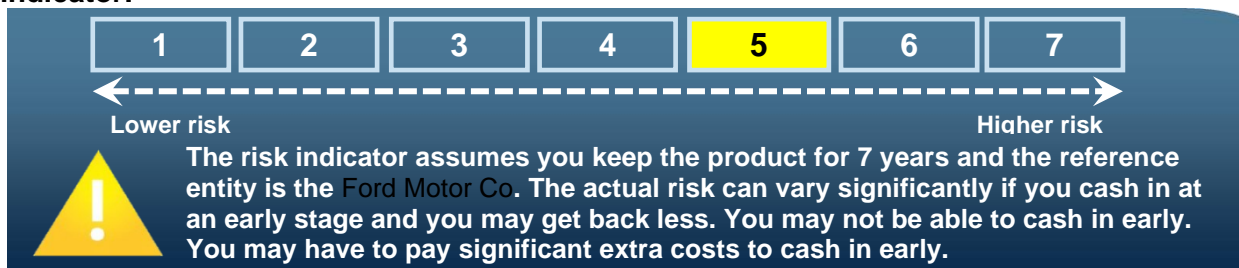 indicator:
1 2 3 4 5 6 7
Lower risk Higher risk
The risk indicator assumes you keep the product for 7 years and the reference
entity is the Ford Motor Co. The actual risk can vary significantly if you cash in at
an early stage and you may get back less. You may not be able to cash in early.
You may have to pay significant extra costs to cash in early.